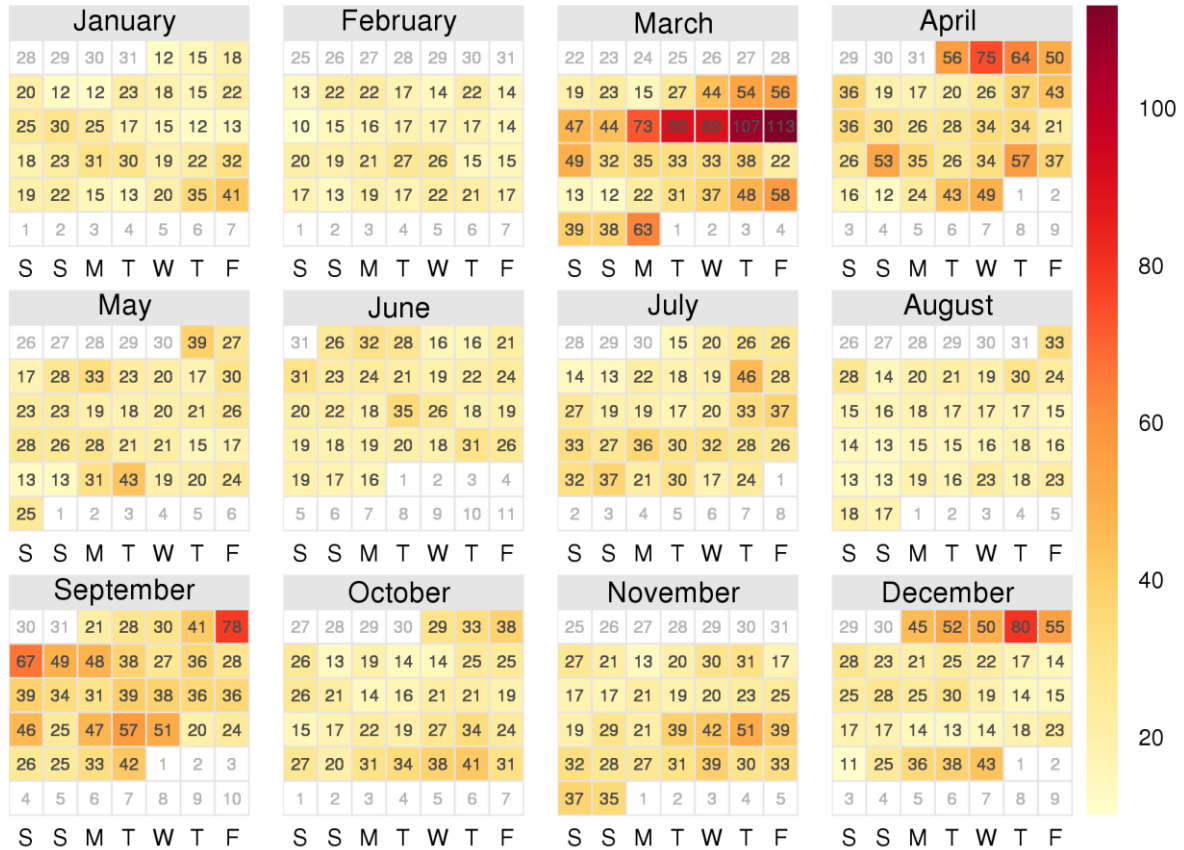 January February March April
28 29 30 31 12 15 18 25 26 27 28 29 30 31 22 23 24 25 26 27 28 29 30 31 56 75 64 50
20 12 12 23 18 15 22 13 22 22 17 14 22 14 19 23 15 27 44 54 56 36 19 17 20 26 37 43
100
25 30 25 17 15 12 13 10 15 16 17 17 17 14 47 44 73 90 89 107 113 36 30 26 28 34 34 21
18 23 31 30 19 22 32 20 19 21 27 26 15 15 49 32 35 33 33 38 22 26 53 35 26 34 57 37
19 22 15 13 20 35 41 17 13 19 17 22 21 17 13 12 22 31 37 48 58 16 12 24 43 49 1 2
1 2 3 4 5 6 7 1 2 3 4 5 6 7 39 38 63 1 2 3 4 3 4 5 6 7 8 9
S S M T W T F S S M T W T F S S M T W T F S S M T W T F
80
May June July August
26 27 28 29 30 39 27 31 26 32 28 16 16 21 28 29 30 15 20 26 26 26 27 28 29 30 31 33
17 28 33 23 20 17 30 31 23 24 21 19 22 24 14 13 22 18 19 46 28 28 14 20 21 19 30 24
23 23 19 18 20 21 26 20 22 18 35 26 18 19 27 19 19 17 20 33 37 15 16 18 17 17 17 15
60
28 26 28 21 21 15 17 19 18 19 20 18 31 26 33 27 36 30 32 28 26 14 13 15 15 16 18 16
13 13 31 43 19 20 24 19 17 16 1 2 3 4 32 37 21 30 17 24 1 13 13 19 16 23 18 23
25 1 2 3 4 5 6 5 6 7 8 9 10 11 2 3 4 5 6 7 8 18 17 1 2 3 4 5
S S M T W T F S S M T W T F S S M T W T F S S M T W T F
40
September October November December
30 31 21 28 30 41 78 27 28 29 30 29 33 38 25 26 27 28 29 30 31 29 30 45 52 50 80 55
67 49 48 38 27 36 28 26 13 19 14 14 25 25 27 21 13 20 30 31 17 28 23 21 25 22 17 14
39 34 31 39 38 36 36 26 21 14 16 21 21 19 17 17 21 19 20 23 25 25 28 25 30 19 14 15
46 25 47 57 51 20 24 15 17 22 19 27 34 24 19 29 21 39 42 51 39 17 17 14 13 14 18 23
20
26 25 33 42 1 2 3 27 20 31 34 38 41 31 32 28 27 31 39 30 33 11 25 36 38 43 1 2
4 5 6 7 8 9 10 1 2 3 4 5 6 7 37 35 1 2 3 4 5 3 4 5 6 7 8 9
S S M T W T F S S M T W T F S S M T W T F S S M T W T F